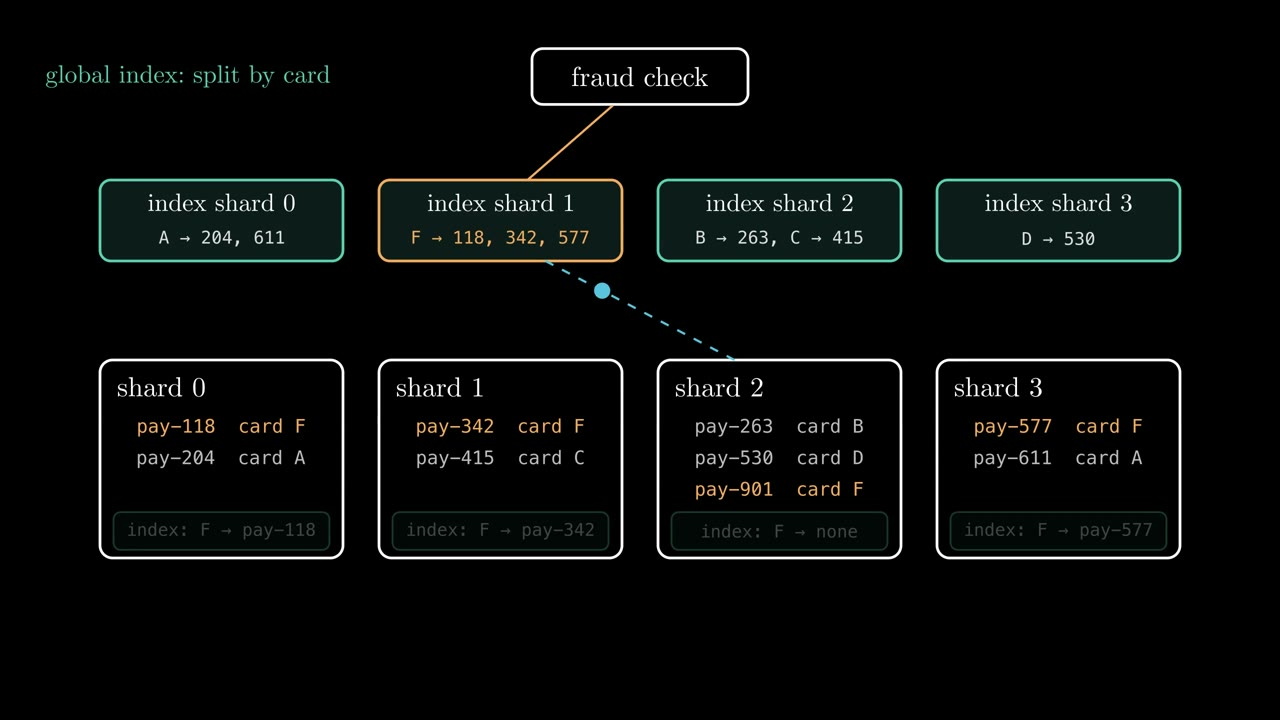 fraud check
global index: split by card
index shard 0
A → 204, 611
index shard 1
F → 118, 342, 577
index shard 2
B → 263, C → 415
index shard 3
D → 530
shard 0
pay-118 card F
pay-204 card A
index: F → pay-118
shard 1
pay-342 card F
pay-415 card C
index: F → pay-342
shard 2
pay-263 card B
pay-530 card D
pay-901 card F
index: F → none
shard 3
pay-577 card F
pay-611 card A
index: F → pay-577